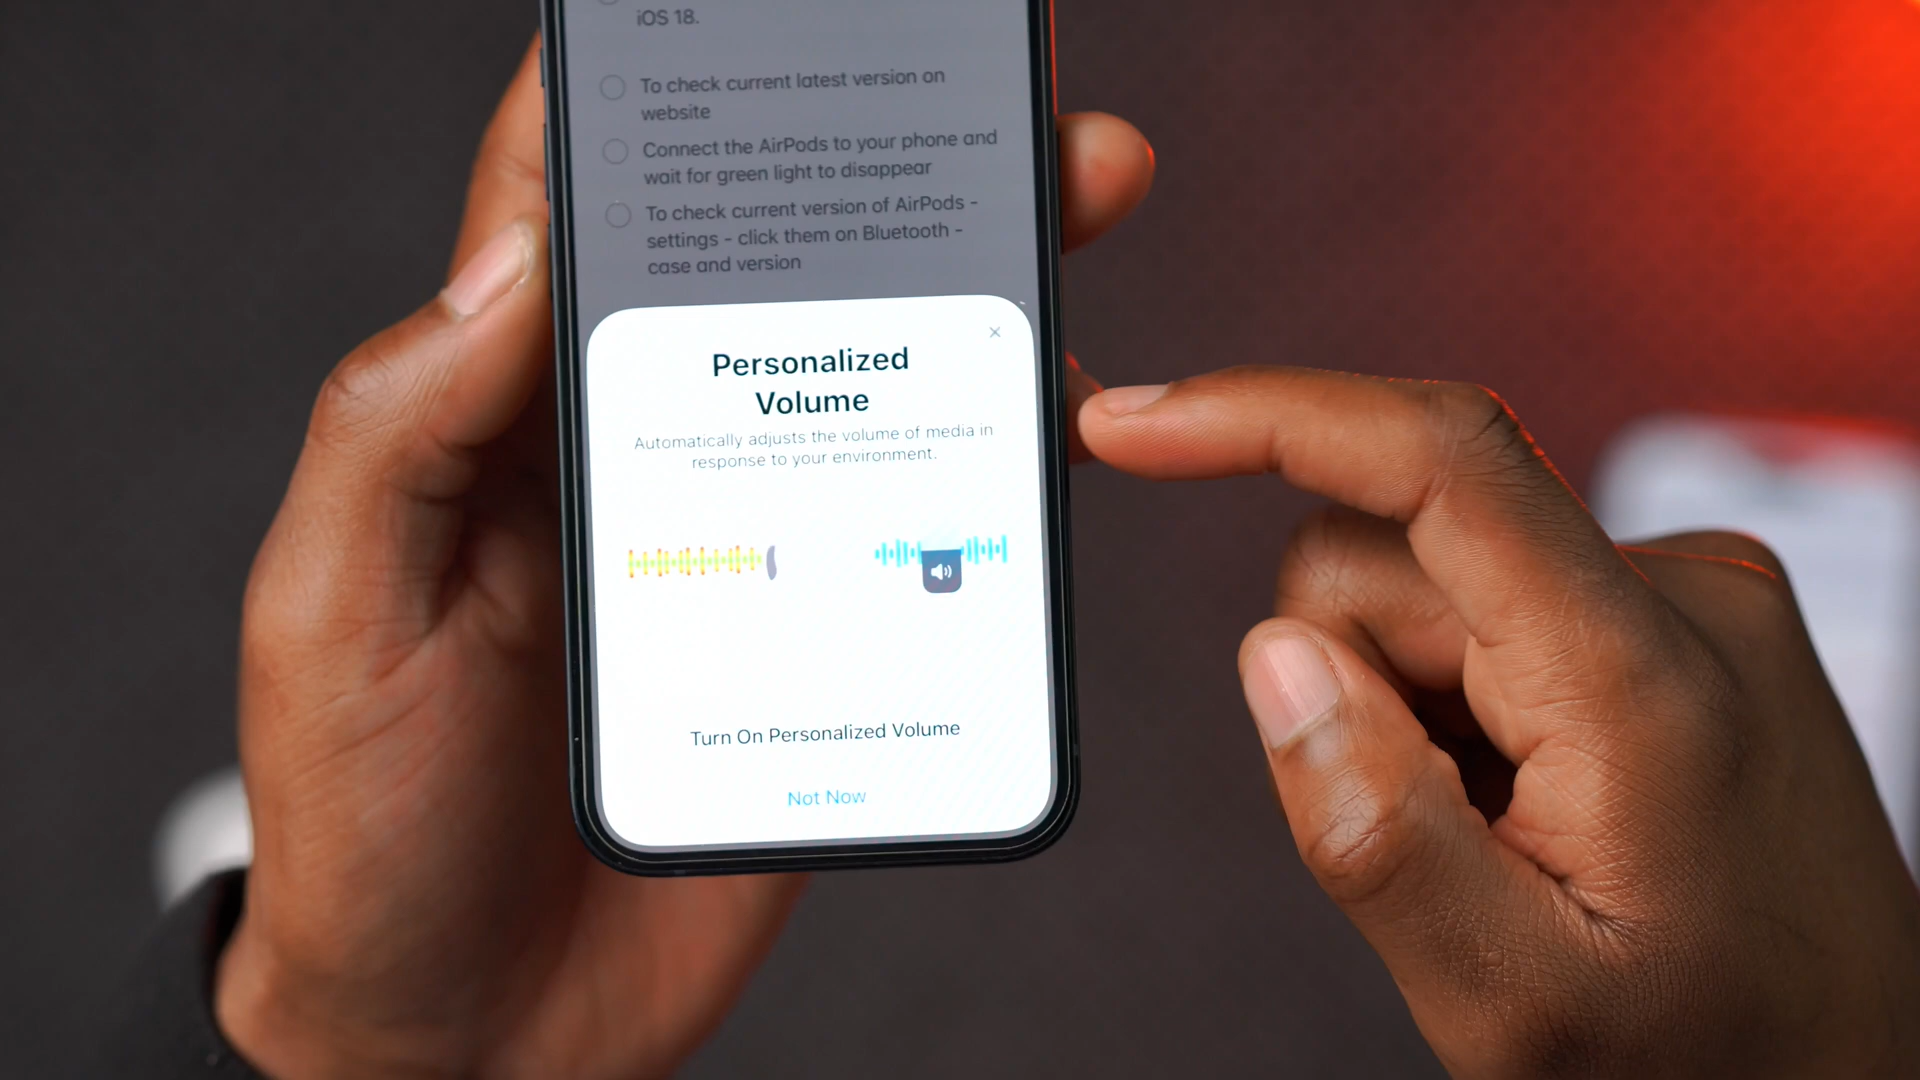 iOS 18.
To check current latest version on
website
Connect the AirPods to your phone and
wait for green light to disappear
To check current version of AirPods -
settings - click them on Bluetooth -
case and version
Personalized
Volume
Automatically adjusts the volume of media in
response to your environment.
Turn On Personalized Volume
Not Now